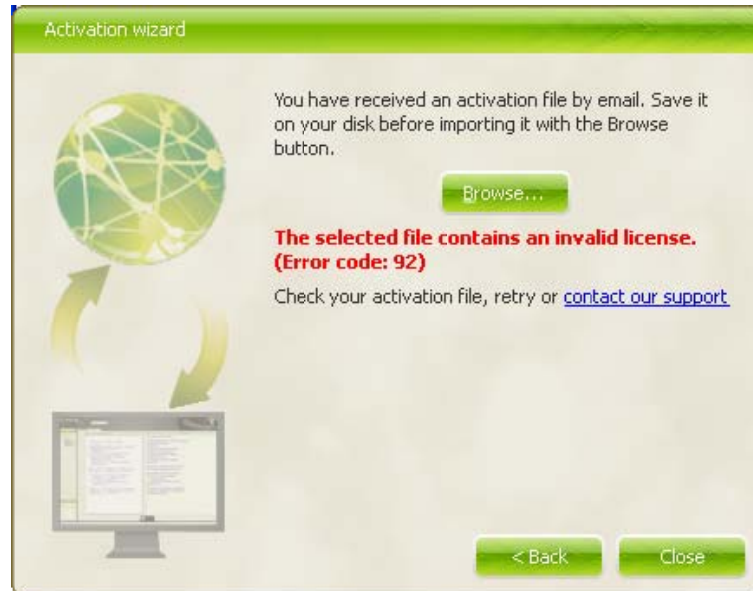 Activation wizard
You have received an activation file by email. Save it
on your disk before importing it with the Browse
button.
Browse...
The selected file contains an invalid license.
(Error code: 92)
Check your activation file, retry or contact our support
< Back
Close